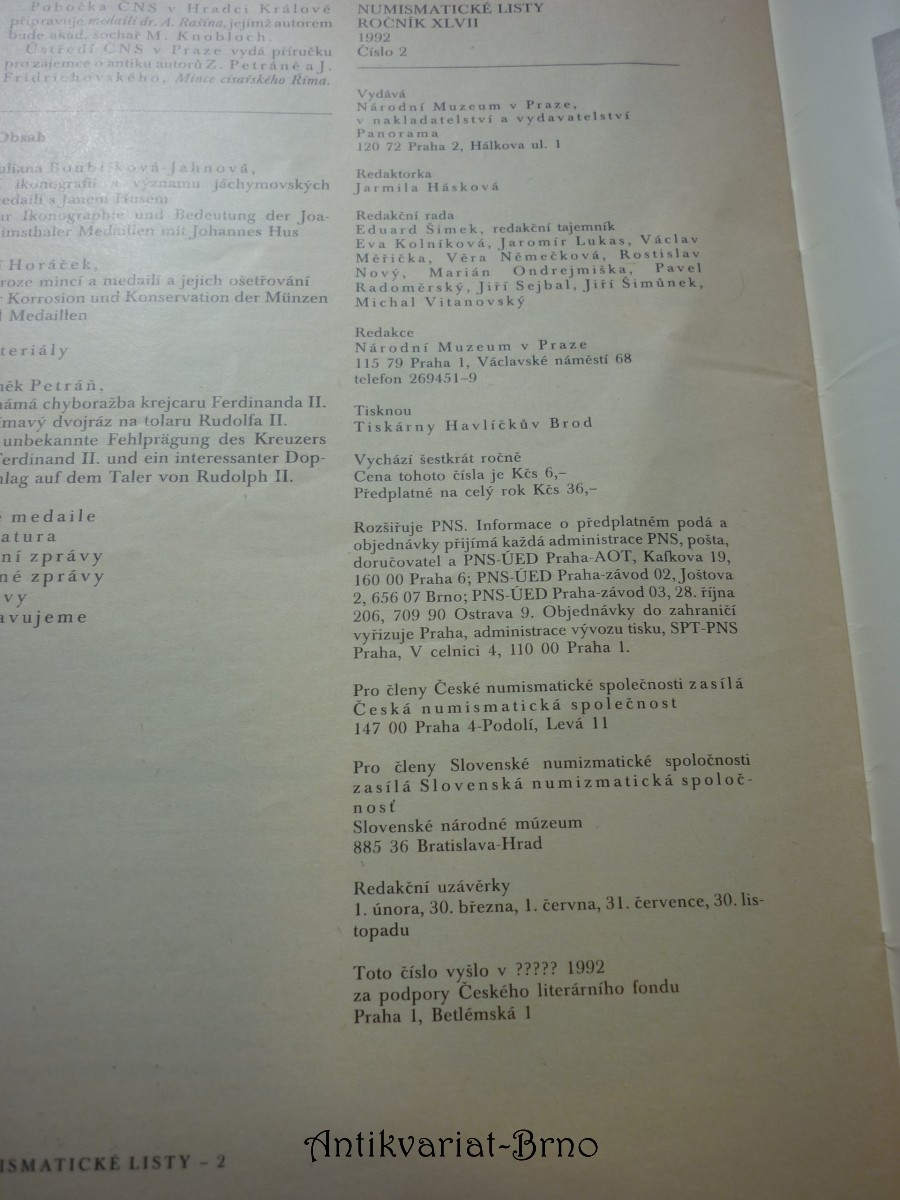 Pobočka ČNS v Hradci Králové
připravuje medaili dr. A. Rašína, jejímž autorem
bude akad. sochař M. Knobloch.
Ústředí ČNS v Praze vydá příručku
pro zájemce o antiku autorů Z. Petráně a J.
Fridrichovského, Mince císařského Říma.
Obsah
uliana Boubíčková-Jahnová,
ikonografii a významu jáchymovských
edailí s Janem Husem
ur Ikonographie und Bedeutung der Joa-
imsthaler Medaillen mit Johannes Hus
í Horáček,
roze mincí a medailí a jejich ošetřování
r Korrosion und Konservation der Münzen
d Medaillen
teriály
něk Petráň,
námá chyboražba krejcaru Ferdinanda II.
ímavý dvojráz na tolaru Rudolfa II.
unbekannte Fehlprägung des Kreuzers
Ferdinand II. und ein interessanter Dop-
hlag auf dem Taler von Rudolph II.
é medaile
atura
ní zprávy
né zprávy
vy
avujeme
ISMATICKÉ LISTY – 2
NUMISMATICKÉ LISTY
ROČNÍK XLVII
1992
Číslo 2
Vydává
Národní Muzeum v Praze,
v nakladatelství a vydavatelství
Panorama
120 72 Praha 2, Hálkova ul. 1
Redaktorka
Jarmila Hásková
Redakční rada
Eduard Šimek, redakční tajemník
Eva Kolníková, Jaromír Lukas, Václav
Měřička, Věra Němečková, Rostislav
Nový, Marián Ondrejmiška, Pavel
Radoměrský, Jiří Sejbal, Jiří Šimůnek,
Michal Vitanovský
Redakce
Národní Muzeum v Praze
115 79 Praha 1, Václavské náměstí 68
telefon 269451–9
Tisknou
Tiskárny Havlíčkův Brod
Vychází šestkrát ročně
Cena tohoto čísla je Kčs 6,–
Předplatné na celý rok Kčs 36,–
Rozšiřuje PNS. Informace o předplatném podá a
objednávky přijímá každá administrace PNS, pošta,
doručovatel a PNS-ÚED Praha-AOT, Kafkova 19,
160 00 Praha 6; PNS-ÚED Praha-závod 02, Joštova
2, 656 07 Brno; PNS-ÚED Praha-závod 03, 28. října
206, 709 90 Ostrava 9. Objednávky do zahraničí
vyřizuje Praha, administrace vývozu tisku, SPT-PNS
Praha, V celnici 4, 110 00 Praha 1.
Pro členy České numismatické společnosti zasílá
Česká numismatická společnost
147 00 Praha 4-Podolí, Levá 11
Pro členy Slovenské numizmatické spoločnosti
zasílá Slovenská numizmatická spoloč-
nosť
Slovenské národné múzeum
885 36 Bratislava-Hrad
Redakční uzávěrky
1. února, 30. března, 1. června, 31. července, 30. lis-
topadu
Toto číslo vyšlo v ????? 1992
za podpory Českého literárního fondu
Praha 1, Betlémská 1
Antikvariat-Brno